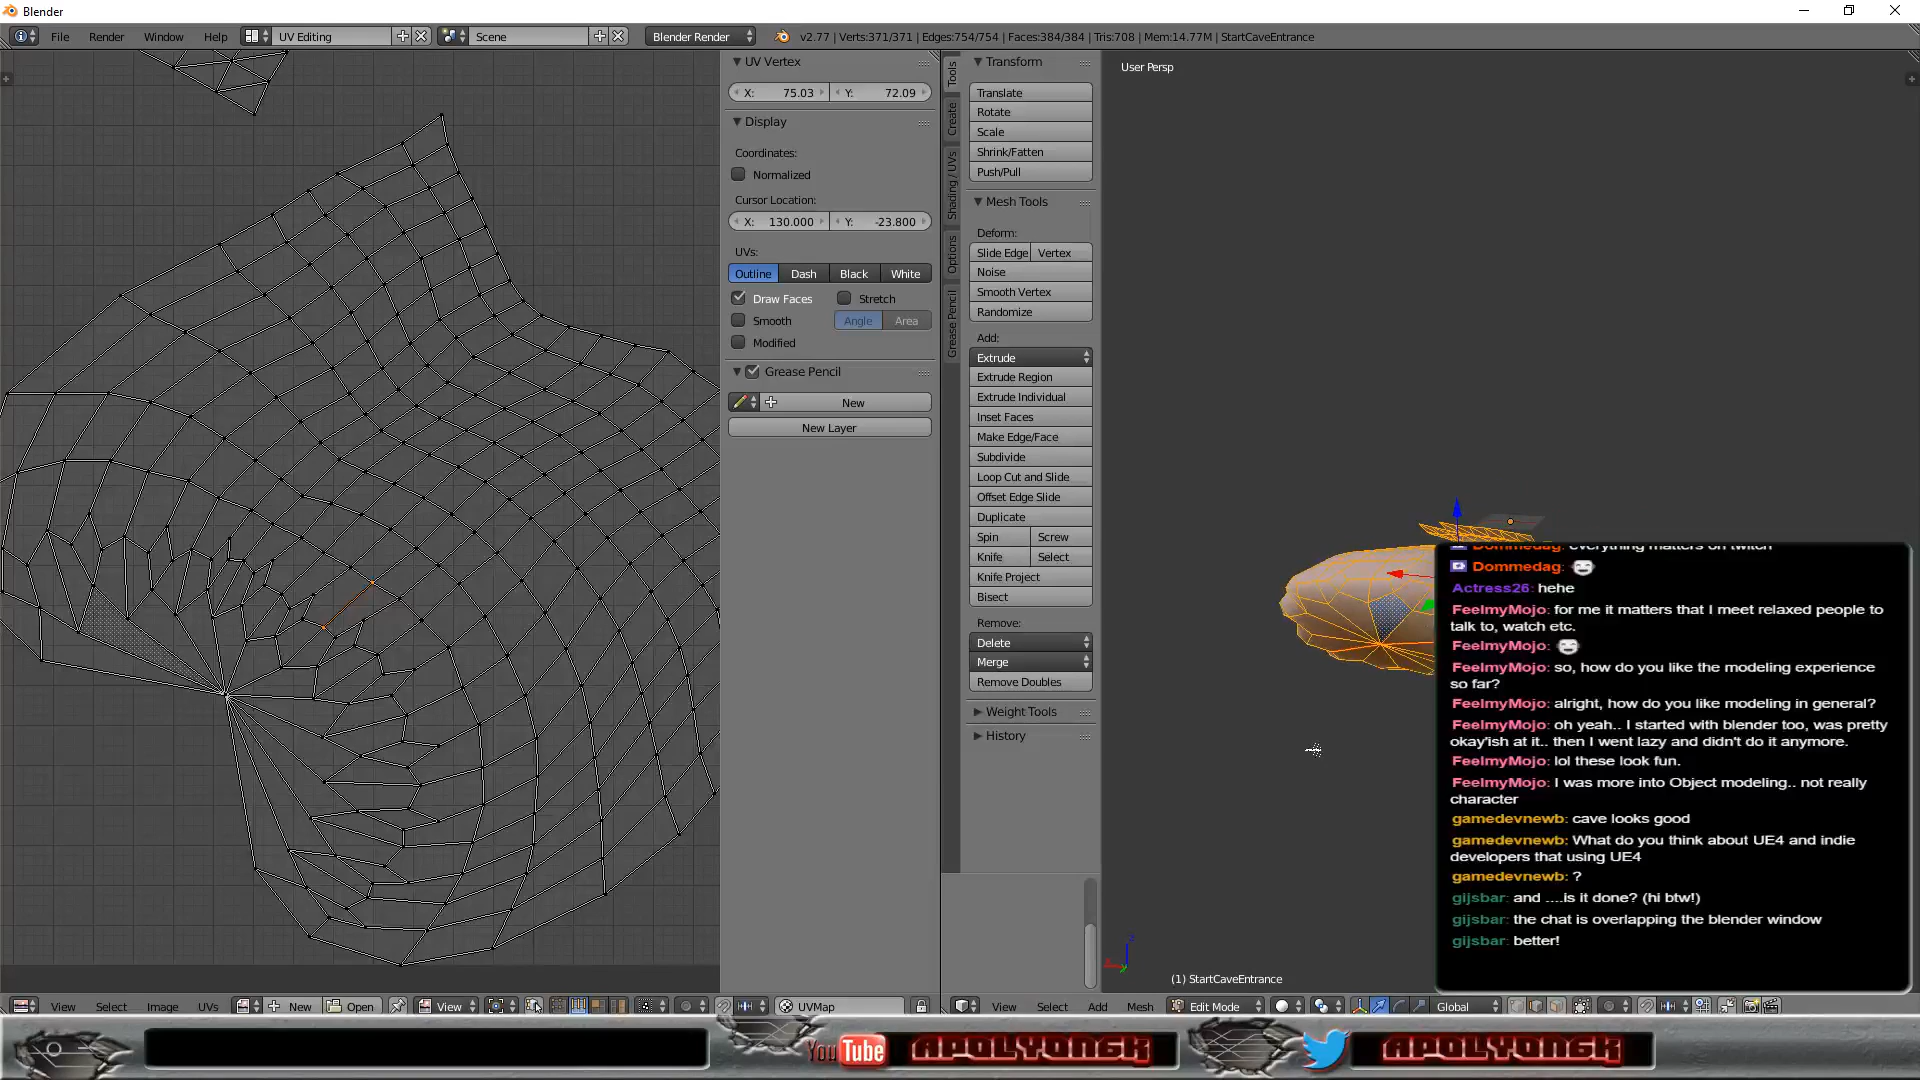 Blender
File Render Window Help UV Editing Scene Blender Render v2.77 | Verts:371/371 | Edges:754/754 | Faces:384/384 | Tris:708 | Mem:14.77M | StartCaveEntrance
UV Vertex
X: 75.03 Y: 72.09
Display
Coordinates:
Normalized
Cursor Location:
X: 130.000 Y: -23.800
UVs:
Outline Dash Black White
Draw Faces Stretch
Smooth Angle Area
Modified
Grease Pencil
New
New Layer
Tools
Create
Shading / UVs
Options
Grease Pencil
Transform
Translate
Rotate
Scale
Shrink/Fatten
Push/Pull
Mesh Tools
Deform:
Slide Edge Vertex
Noise
Smooth Vertex
Randomize
Add:
Extrude
Extrude Region
Extrude Individual
Inset Faces
Make Edge/Face
Subdivide
Loop Cut and Slide
Offset Edge Slide
Duplicate
Spin Screw
Knife Select
Knife Project
Bisect
Remove:
Delete
Merge
Remove Doubles
Weight Tools
History
User Persp
Dommedag: everything matters on twitch
Dommedag:
Actress26: hehe
FeelmyMojo: for me it matters that I meet relaxed people to
talk to, watch etc.
FeelmyMojo:
FeelmyMojo: so, how do you like the modeling experience
so far?
FeelmyMojo: alright, how do you like modeling in general?
FeelmyMojo: oh yeah.. I started with blender too, was pretty
okay'ish at it.. then I went lazy and didn't do it anymore.
FeelmyMojo: lol these look fun.
FeelmyMojo: I was more into Object modeling.. not really
character
gamedevnewb: cave looks good
gamedevnewb: What do you think about UE4 and indie
developers that using UE4
gamedevnewb: ?
gijsbar: and ....is it done? (hi btw!)
gijsbar: the chat is overlapping the blender window
gijsbar: better!
(1) StartCaveEntrance
View Select Image UVs New Open View UVMap
View Select Add Mesh Edit Mode Global
YouTube APOLYON6K APOLYON6K